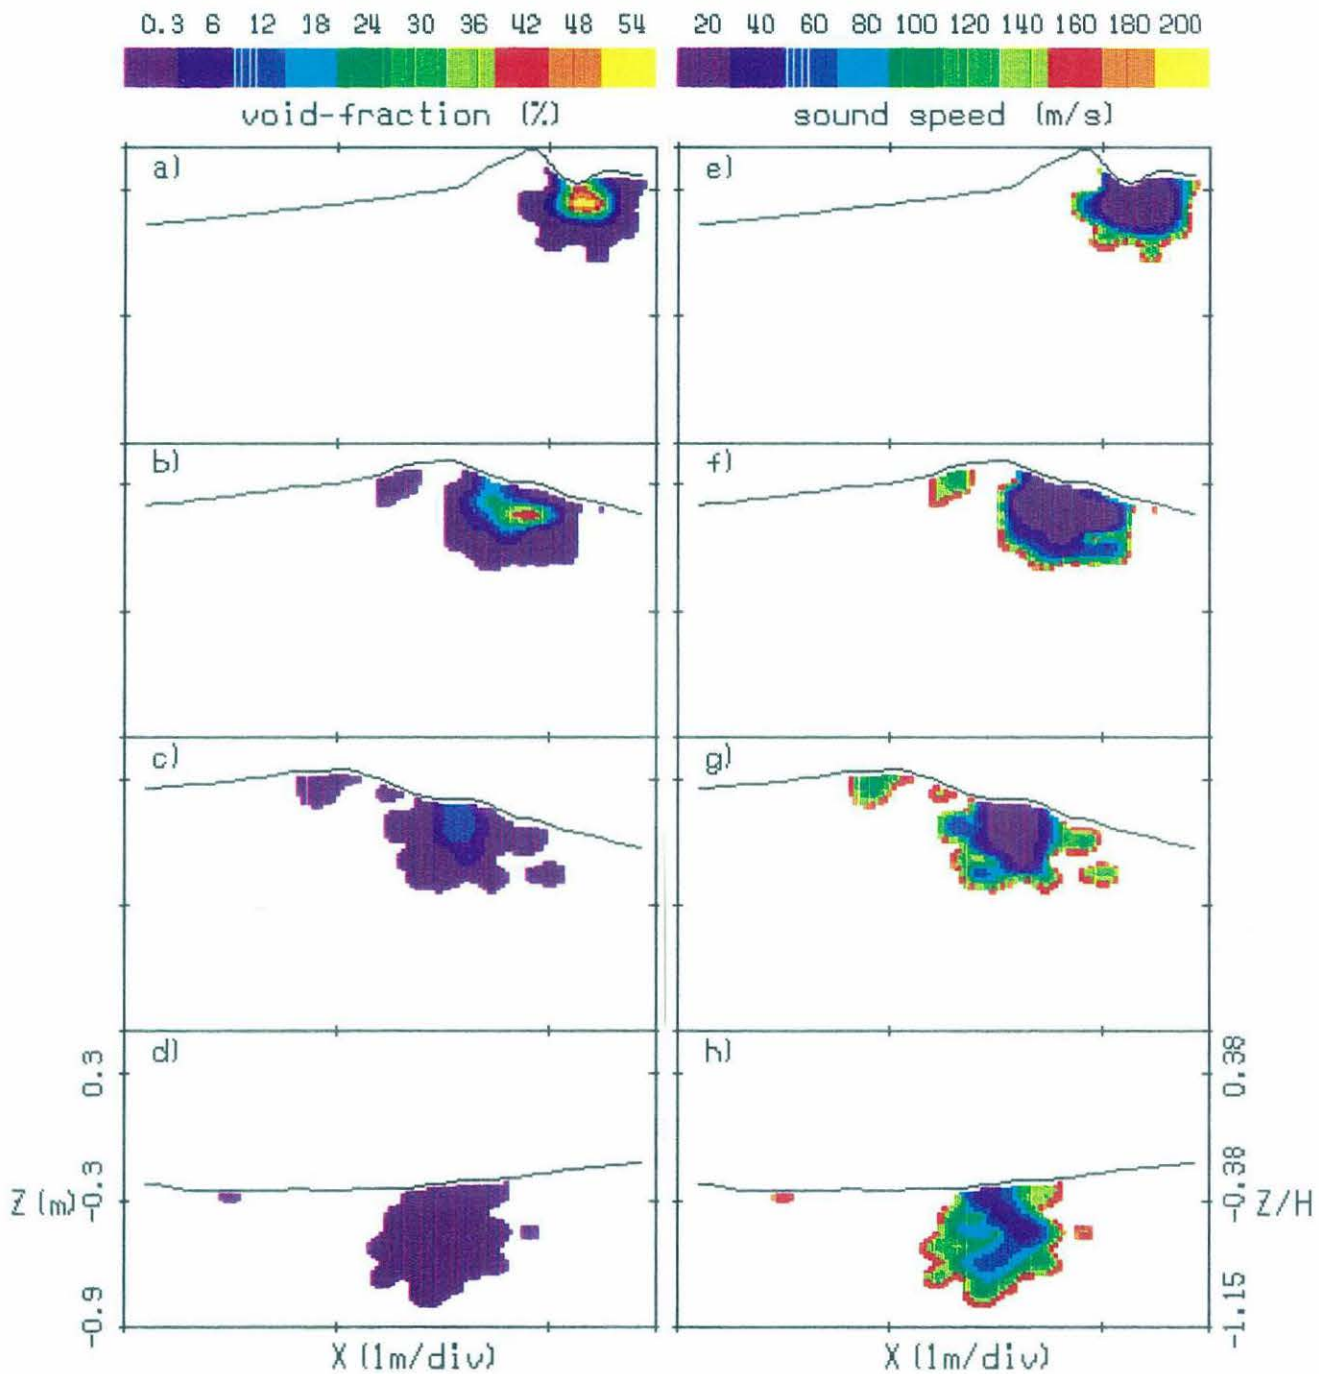 0.3 6 12 18 24 30 36 42 48 54
20 40 60 80 100 120 140 160 180 200
void-fraction (%)
sound speed (m/s)
a)
e)
b)
f)
c)
g)
d)
h)
0.3
-0.3
-0.9
Z (m)
0.38
-0.38
-1.15
Z/H
X (1m/div)
X (1m/div)